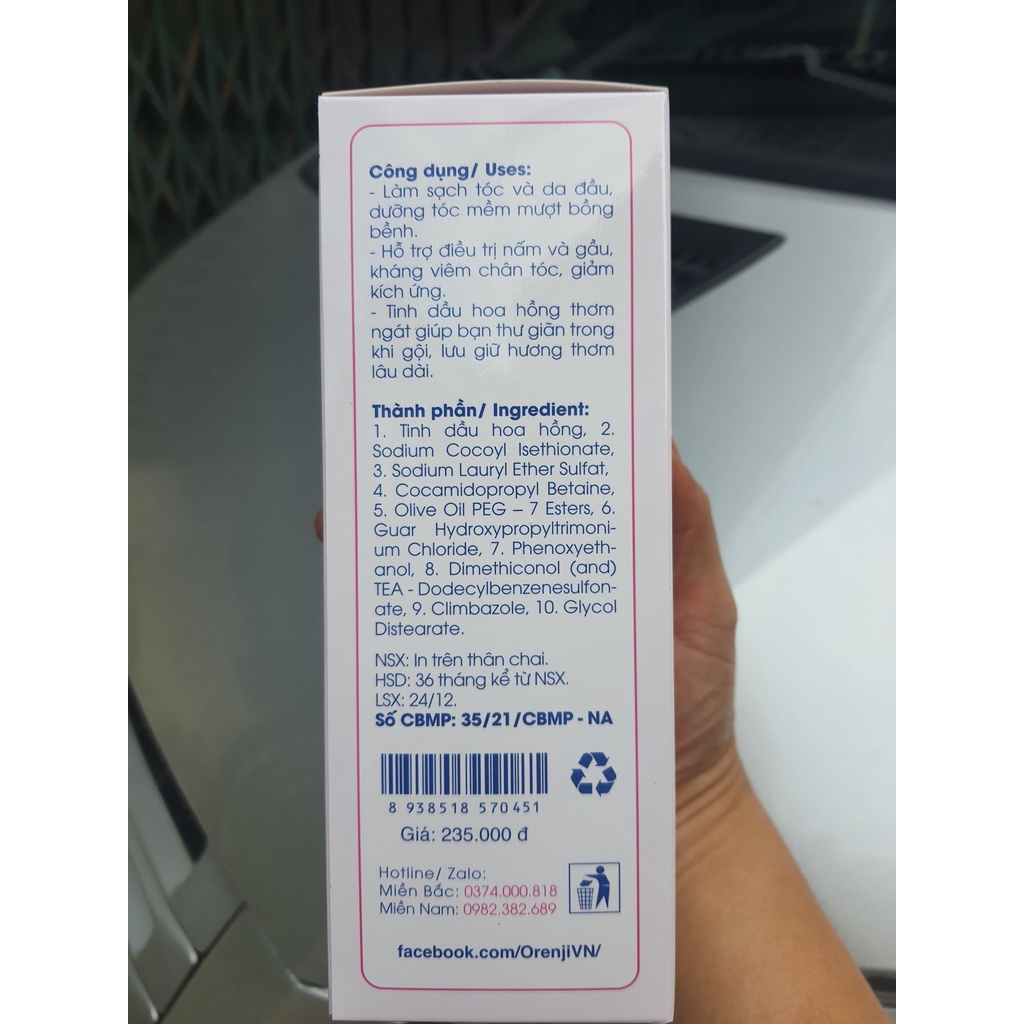 Công dụng/ Uses:
- Làm sạch tóc và da đầu,
dưỡng tóc mềm mượt bồng
bềnh.
- Hỗ trợ điều trị nấm và gầu,
kháng viêm chân tóc, giảm
kích ứng.
- Tinh dầu hoa hồng thơm
ngát giúp bạn thư giãn trong
khi gội, lưu giữ hương thơm
lâu dài.
Thành phần/ Ingredient:
1. Tinh dầu hoa hồng, 2.
Sodium Cocoyl Isethionate,
3. Sodium Lauryl Ether Sulfat,
4. Cocamidopropyl Betaine,
5. Olive Oil PEG – 7 Esters, 6.
Guar Hydroxypropyltrimoni-
um Chloride, 7. Phenoxyeth-
anol, 8. Dimethiconol (and)
TEA - Dodecylbenzenesulfon-
ate, 9. Climbazole, 10. Glycol
Distearate.
NSX: In trên thân chai.
HSD: 36 tháng kể từ NSX.
LSX: 24/12.
Số CBMP: 35/21/CBMP - NA
8 938518 570451
Giá: 235.000 đ
Hotline/ Zalo:
Miền Bắc: 0374.000.818
Miền Nam: 0982.382.689
facebook.com/OrenjiVN/